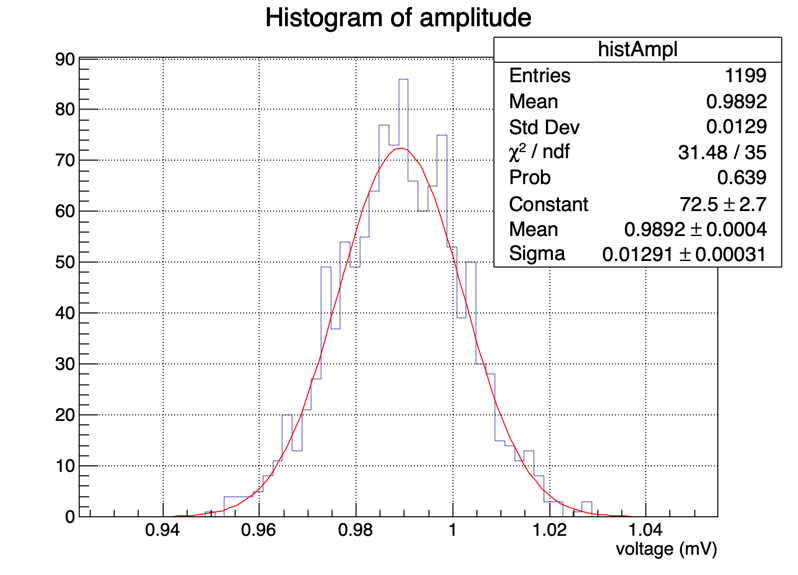 Histogram of amplitude
histAmpl
Entries 1199
Mean 0.9892
Std Dev 0.0129
χ² / ndf 31.48 / 35
Prob 0.639
Constant 72.5 ± 2.7
Mean 0.9892 ± 0.0004
Sigma 0.01291 ± 0.00031
90
80
70
60
50
40
30
20
10
0
0.94 0.96 0.98 1 1.02 1.04
voltage (mV)